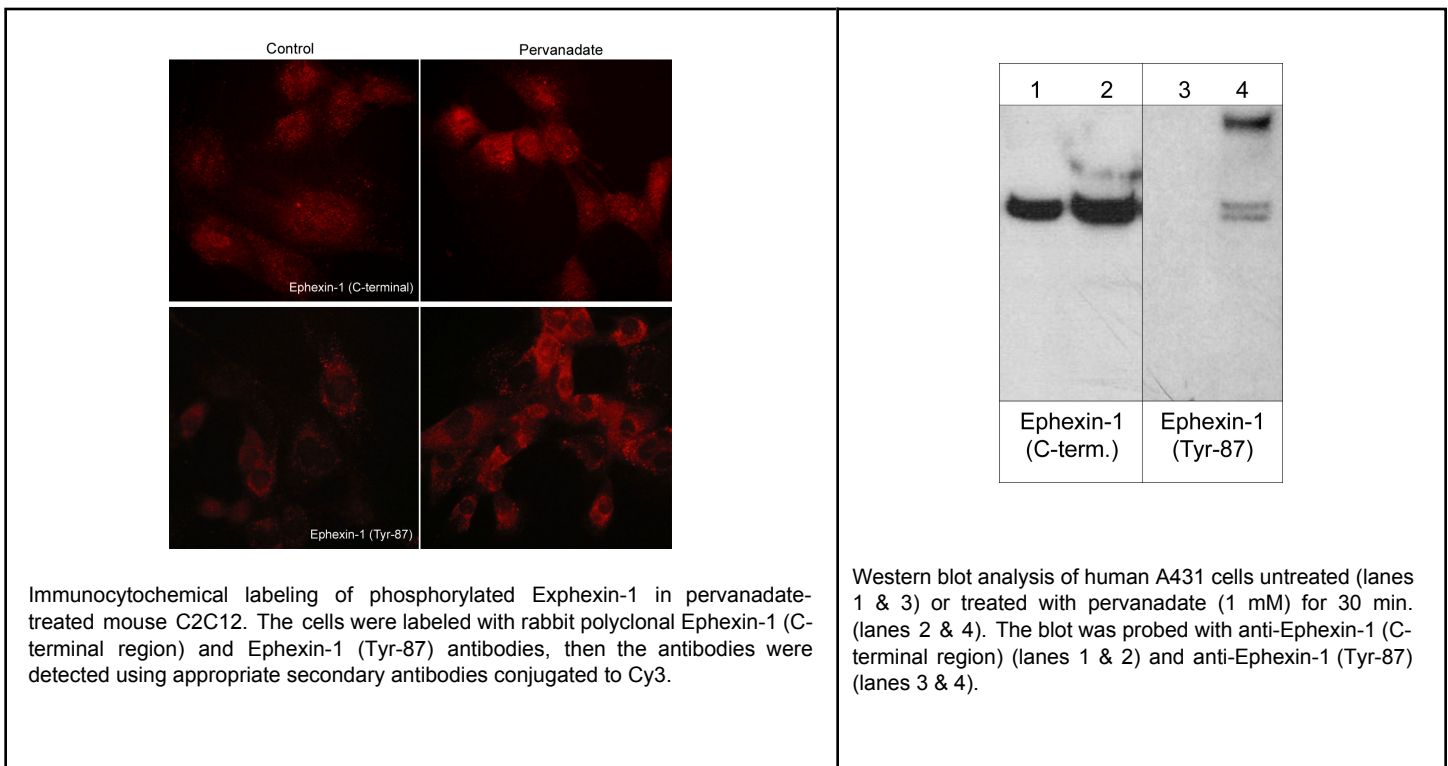 Control
Pervanadate
Ephexin-1 (C-terminal)
Ephexin-1 (Tyr-87)
Immunocytochemical labeling of phosphorylated Exphexin-1 in pervanadate-
treated mouse C2C12. The cells were labeled with rabbit polyclonal Ephexin-1 (C-
terminal region) and Ephexin-1 (Tyr-87) antibodies, then the antibodies were
detected using appropriate secondary antibodies conjugated to Cy3.
1 2 3 4
Ephexin-1
(C-term.)
Ephexin-1
(Tyr-87)
Western blot analysis of human A431 cells untreated (lanes
1 & 3) or treated with pervanadate (1 mM) for 30 min.
(lanes 2 & 4). The blot was probed with anti-Ephexin-1 (C-
terminal region) (lanes 1 & 2) and anti-Ephexin-1 (Tyr-87)
(lanes 3 & 4).